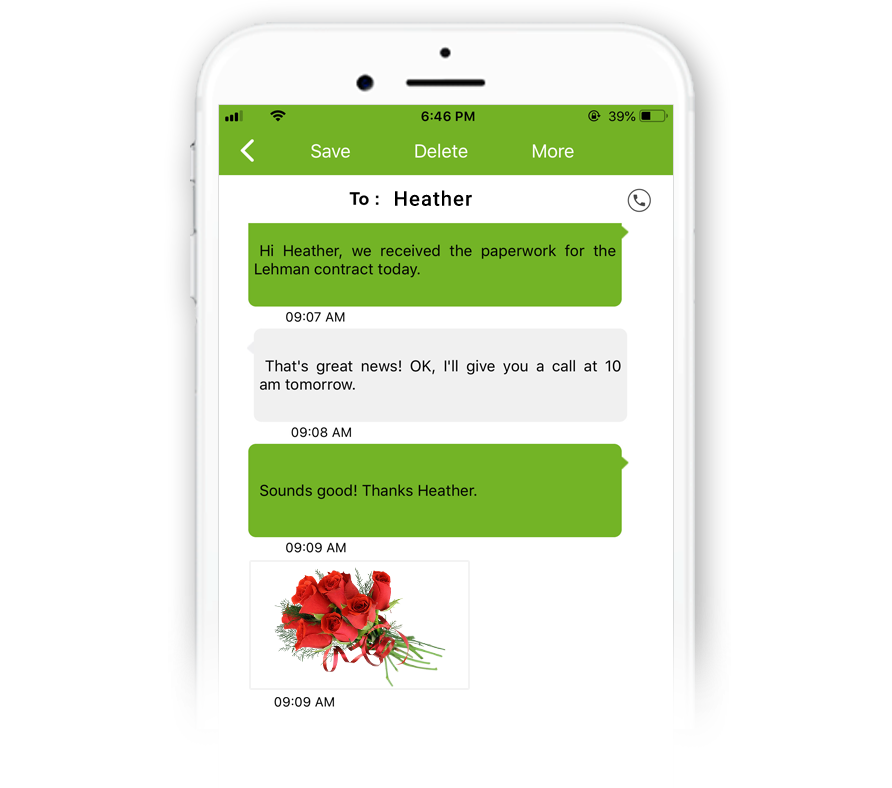 6:46 PM 39%
Save Delete More
To : Heather
Hi Heather, we received the paperwork for the
Lehman contract today.
09:07 AM
That's great news! OK, I'll give you a call at 10
am tomorrow.
09:08 AM
Sounds good! Thanks Heather.
09:09 AM
09:09 AM